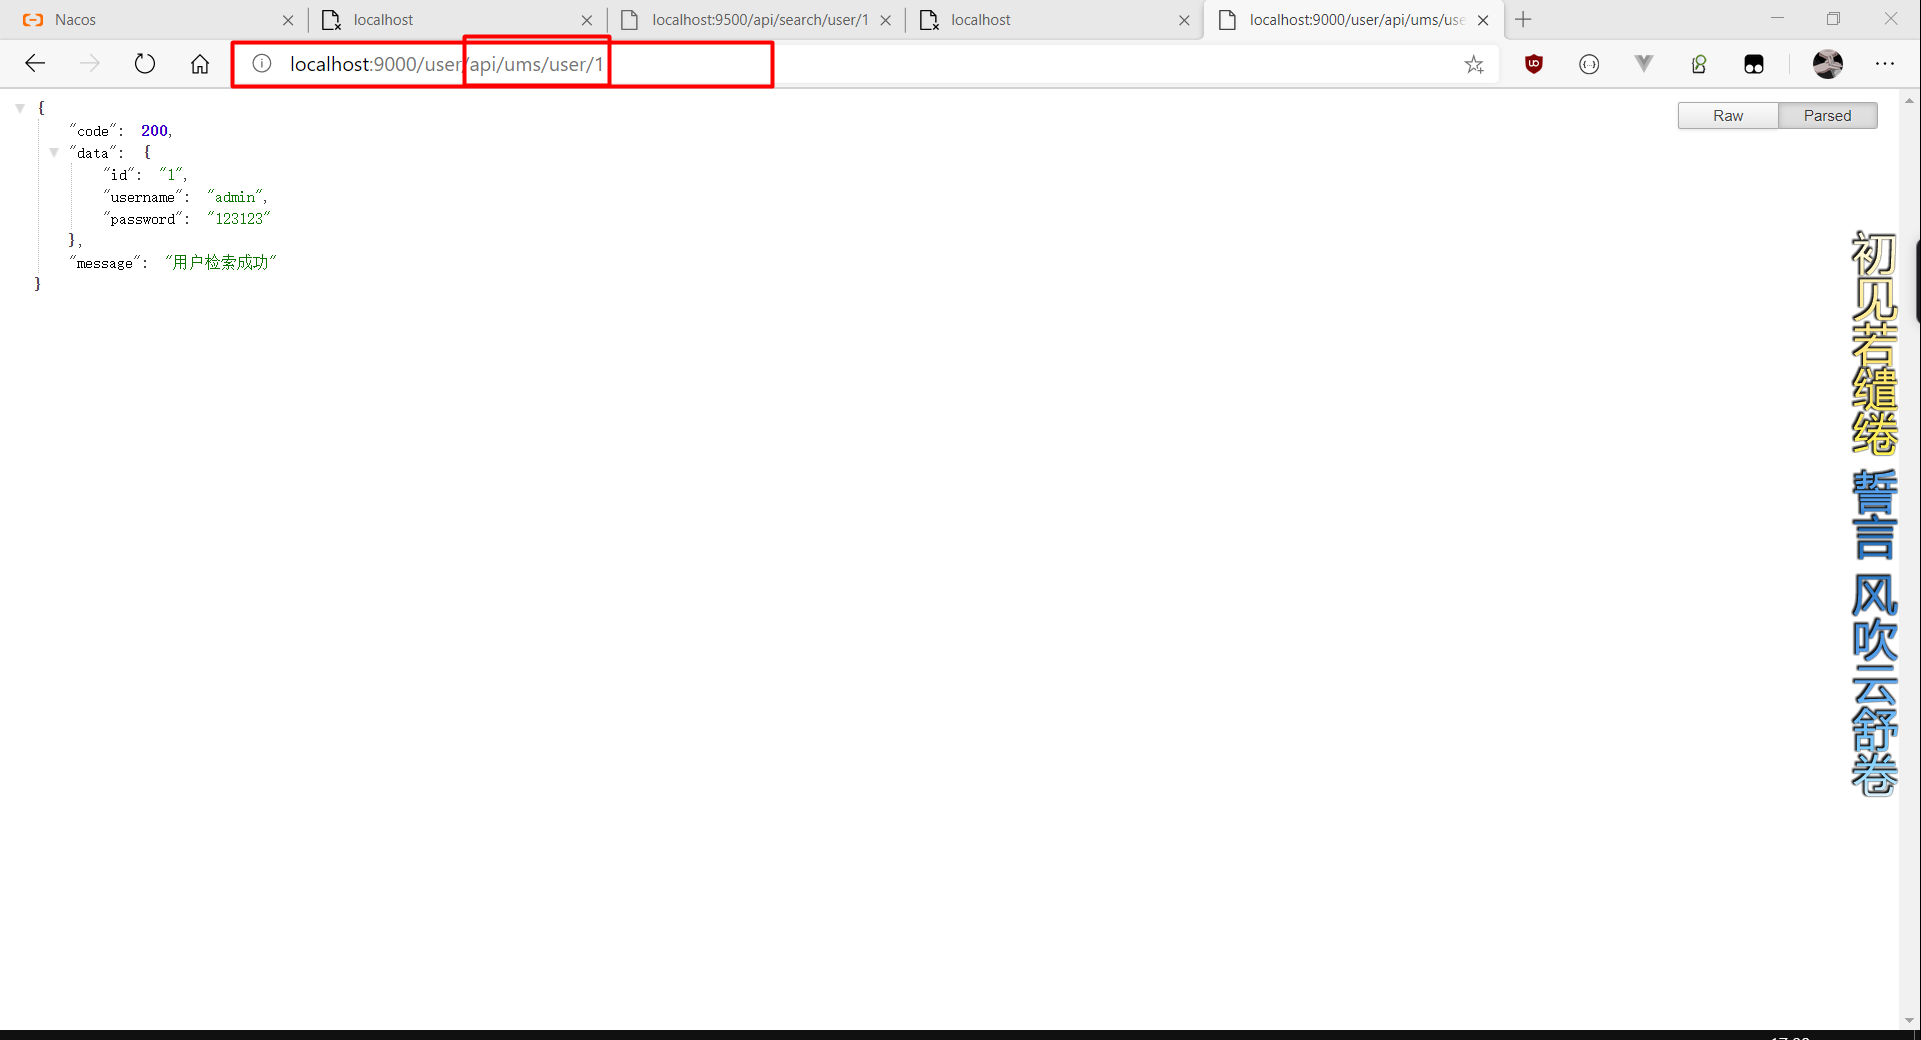 Nacos
localhost
localhost:9500/api/search/user/1
localhost
localhost:9000/user/api/ums/use
localhost:9000/user/api/ums/user/1
Raw
Parsed
{
"code": 200,
"data": {
"id": "1",
"username": "admin",
"password": "123123"
},
"message": "用户检索成功"
}
初见若缱绻 誓言 风吹云舒卷